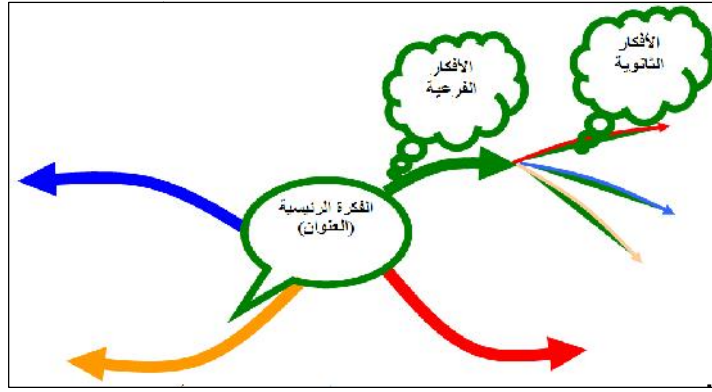 الأفكار
الثانوية
الأفكار
الفرعية
الفكرة الرئيسية
(العنوان)